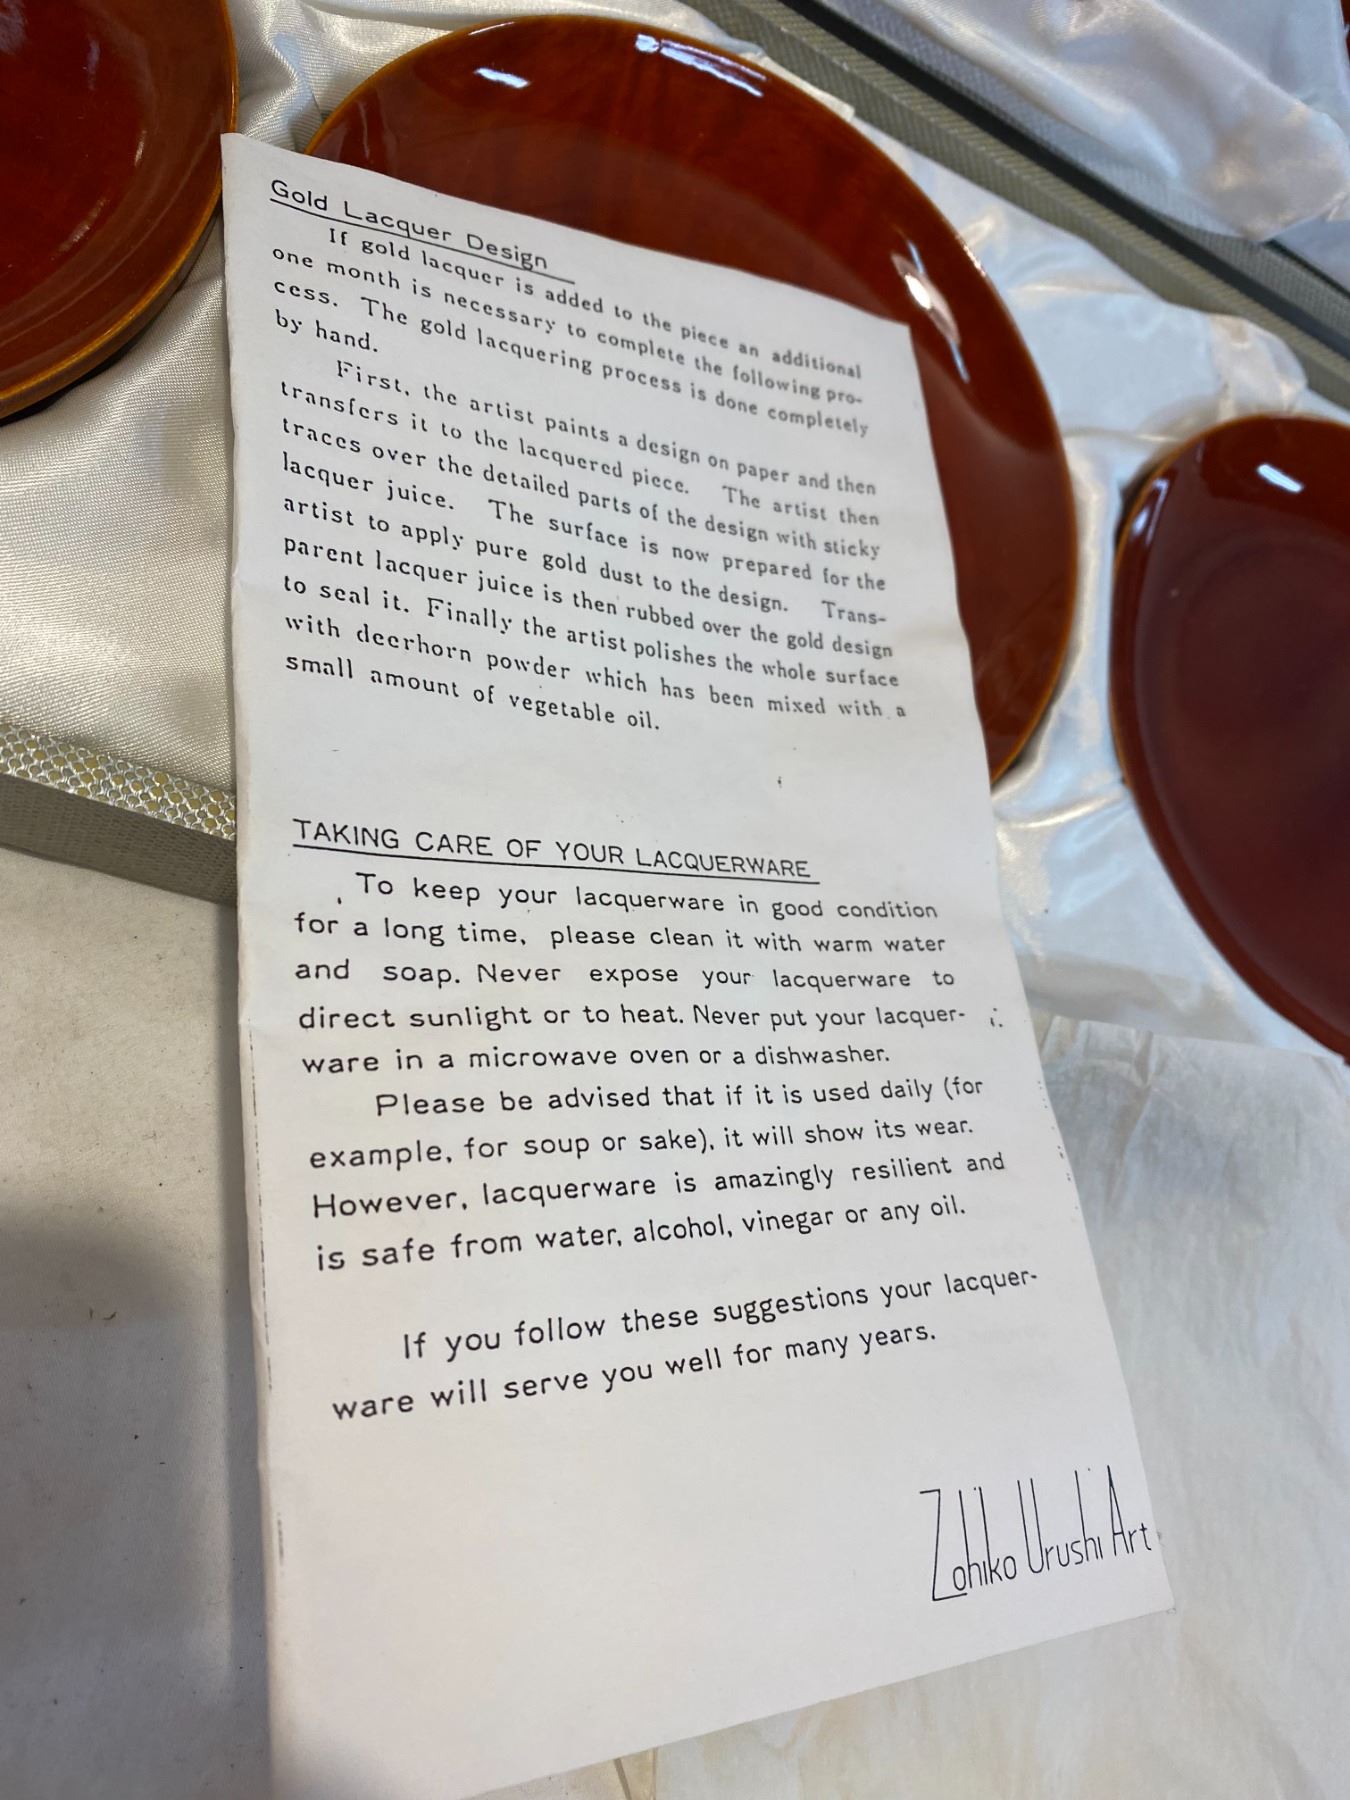 Gold Lacquer Design
If gold lacquer is added to the piece an additional
one month is necessary to complete the following pro-
cess. The gold lacquering process is done completely
by hand.
First, the artist paints a design on paper and then
transfers it to the lacquered piece. The artist then
traces over the detailed parts of the design with sticky
lacquer juice. The surface is now prepared for the
artist to apply pure gold dust to the design. Trans-
parent lacquer juice is then rubbed over the gold design
to seal it. Finally the artist polishes the whole surface
with deerhorn powder which has been mixed with a
small amount of vegetable oil.
TAKING CARE OF YOUR LACQUERWARE
To keep your lacquerware in good condition
for a long time, please clean it with warm water
and soap. Never expose your lacquerware to
direct sunlight or to heat. Never put your lacquer-
ware in a microwave oven or a dishwasher.
Please be advised that if it is used daily (for
example, for soup or sake), it will show its wear.
However, lacquerware is amazingly resilient and
is safe from water, alcohol, vinegar or any oil.
If you follow these suggestions your lacquer-
ware will serve you well for many years.
Zohiko Urushi Art